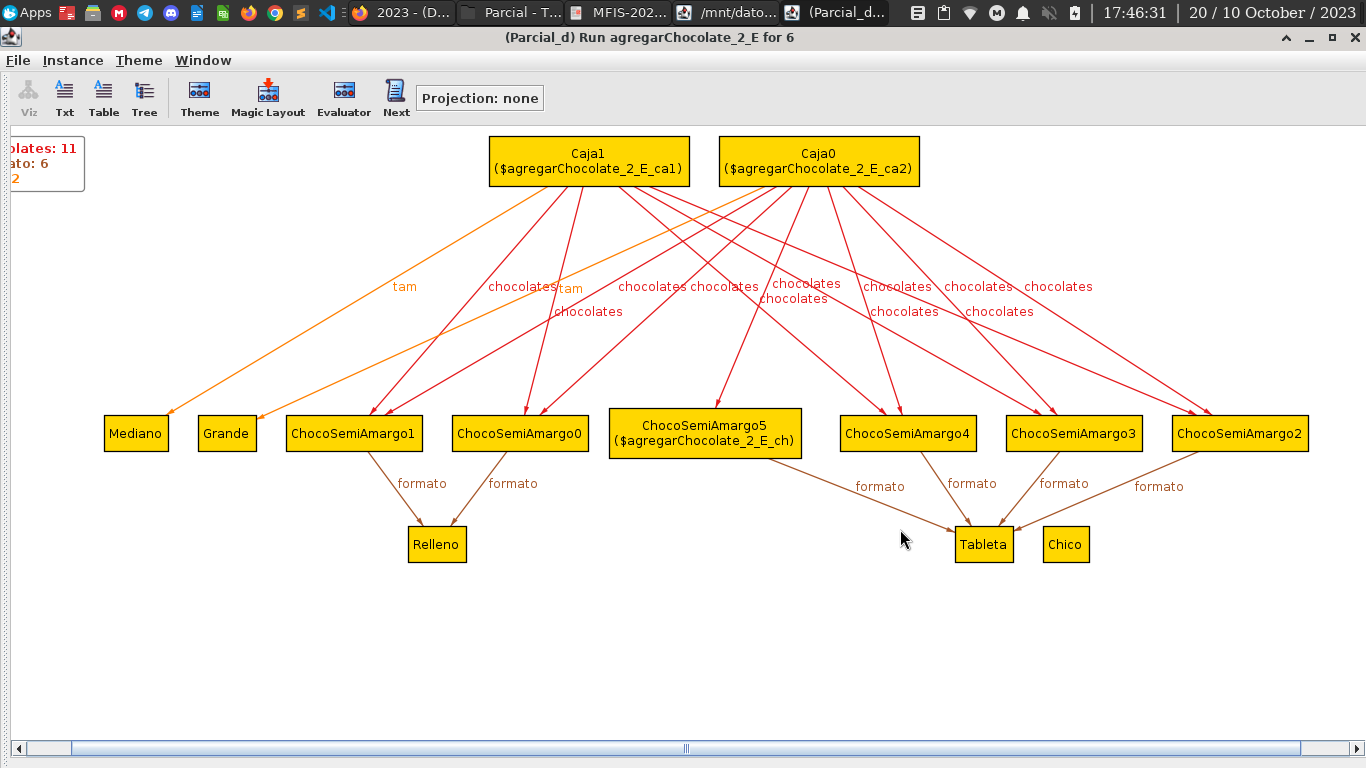 Apps
2023 - (D...
Parcial - T...
MFIS-202...
/mnt/dato...
(Parcial_d...
17:46:31
20 / 10 October / 2023
(Parcial_d) Run agregarChocolate_2_E for 6
File Instance Theme Window
Viz Txt Table Tree Theme Magic Layout Evaluator Next
Projection: none
olates: 11
ato: 6
2
Caja1
($agregarChocolate_2_E_ca1)
Caja0
($agregarChocolate_2_E_ca2)
tam
chocolates
tam
chocolates
chocolates
chocolates
chocolates
chocolates
chocolates
chocolates
chocolates
chocolates
chocolates
Mediano
Grande
ChocoSemiAmargo1
ChocoSemiAmargo0
ChocoSemiAmargo5
($agregarChocolate_2_E_ch)
ChocoSemiAmargo4
ChocoSemiAmargo3
ChocoSemiAmargo2
formato
formato
formato
formato
formato
formato
Relleno
Tableta
Chico